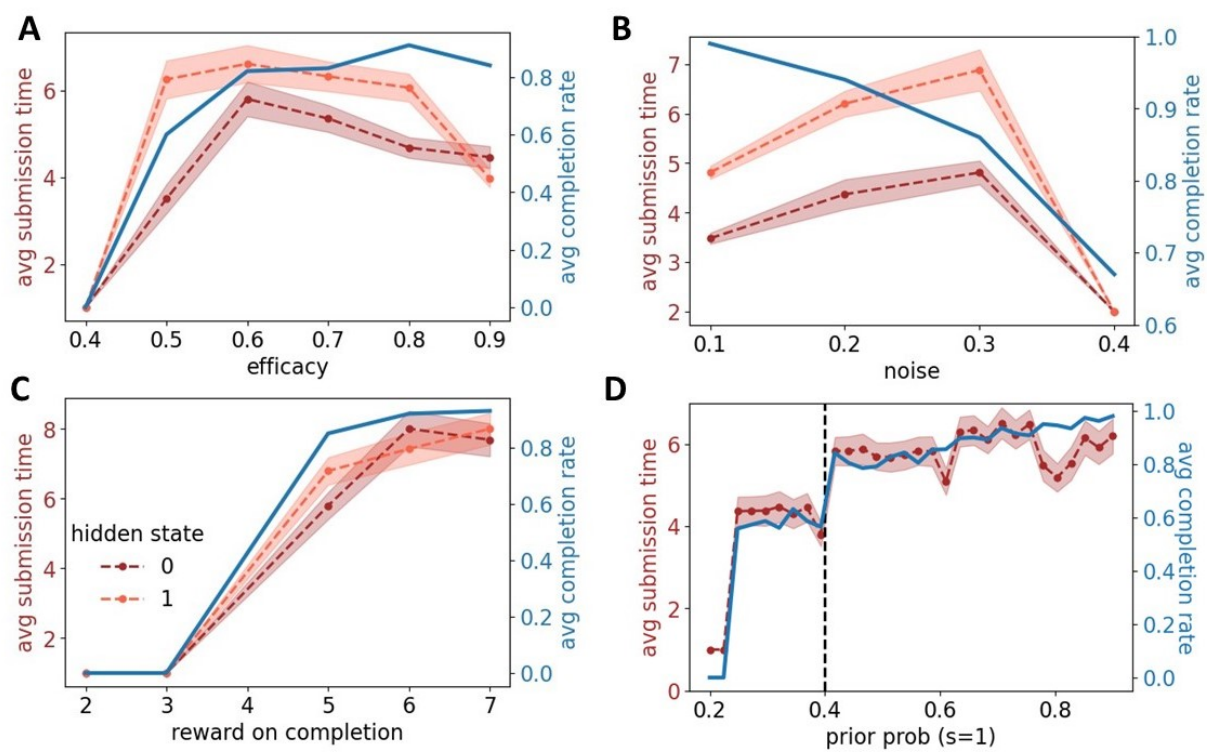 A
avg submission time
6
4
2
0.8
0.6
0.4
0.2
0.0
avg completion rate
0.4 0.5 0.6 0.7 0.8 0.9
efficacy
B
avg submission time
7
6
5
4
3
2
1.0
0.9
0.8
0.7
0.6
avg completion rate
0.1 0.2 0.3 0.4
noise
C
avg submission time
8
6
4
2
hidden state
0
1
0.8
0.6
0.4
0.2
0.0
avg completion rate
2 3 4 5 6 7
reward on completion
D
avg submission time
6
4
2
0
1.0
0.8
0.6
0.4
0.2
0.0
avg completion rate
0.2 0.4 0.6 0.8
prior prob (s=1)